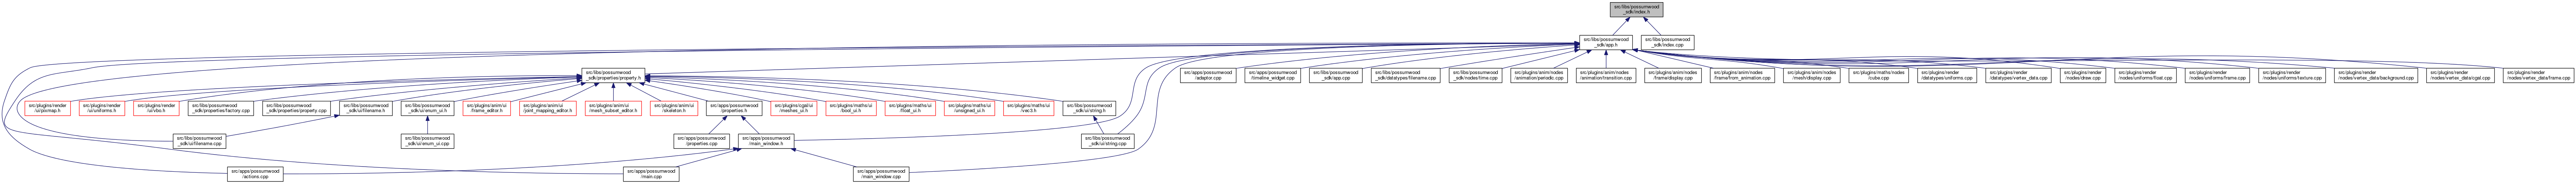 src/libs/possumwood
_sdk/index.h
src/libs/possumwood
_sdk/app.h
src/libs/possumwood
_sdk/index.cpp
src/libs/possumwood
_sdk/properties/property.h
src/apps/possumwood
/adaptor.cpp
src/apps/possumwood
/timeline_widget.cpp
src/libs/possumwood
_sdk/app.cpp
src/libs/possumwood
_sdk/datatypes/filename.cpp
src/libs/possumwood
_sdk/nodes/time.cpp
src/plugins/anim/nodes
/animation/periodic.cpp
src/plugins/anim/nodes
/animation/transition.cpp
src/plugins/anim/nodes
/frame/display.cpp
src/plugins/anim/nodes
/frame/from_animation.cpp
src/plugins/anim/nodes
/mesh/display.cpp
src/plugins/maths/nodes
/curve.cpp
src/plugins/render
/datatypes/uniforms.cpp
src/plugins/render
/datatypes/vertex_data.cpp
src/plugins/render
/nodes/draw.cpp
src/plugins/render
/nodes/uniforms/float.cpp
src/plugins/render
/nodes/uniforms/frame.cpp
src/plugins/render
/nodes/uniforms/texture.cpp
src/plugins/render
/nodes/vertex_data/background.cpp
src/plugins/render
/nodes/vertex_data/cgal.cpp
src/plugins/render
/nodes/vertex_data/frame.cpp
src/plugins/render
/ui/pixmap.h
src/plugins/render
/ui/uniforms.h
src/plugins/render
/ui/vbo.h
src/libs/possumwood
_sdk/properties/factory.cpp
src/libs/possumwood
_sdk/properties/property.cpp
src/libs/possumwood
_sdk/ui/filename.h
src/libs/possumwood
_sdk/ui/enum_ui.h
src/plugins/anim/ui
/frame_editor.h
src/plugins/anim/ui
/joint_mapping_editor.h
src/plugins/anim/ui
/mesh_subset_editor.h
src/plugins/anim/ui
/skeleton.h
src/apps/possumwood
/properties.h
src/plugins/cgal/ui
/meshes_ui.h
src/plugins/maths/ui
/bool_ui.h
src/plugins/maths/ui
/float_ui.h
src/plugins/maths/ui
/unsigned_ui.h
src/plugins/maths/ui
/vec3.h
src/libs/possumwood
_sdk/ui/string.h
src/libs/possumwood
_sdk/ui/filename.cpp
src/libs/possumwood
_sdk/ui/enum_ui.cpp
src/apps/possumwood
/properties.cpp
src/apps/possumwood
/main_window.h
src/libs/possumwood
_sdk/ui/string.cpp
src/apps/possumwood
/actions.cpp
src/apps/possumwood
/main.cpp
src/apps/possumwood
/main_window.cpp